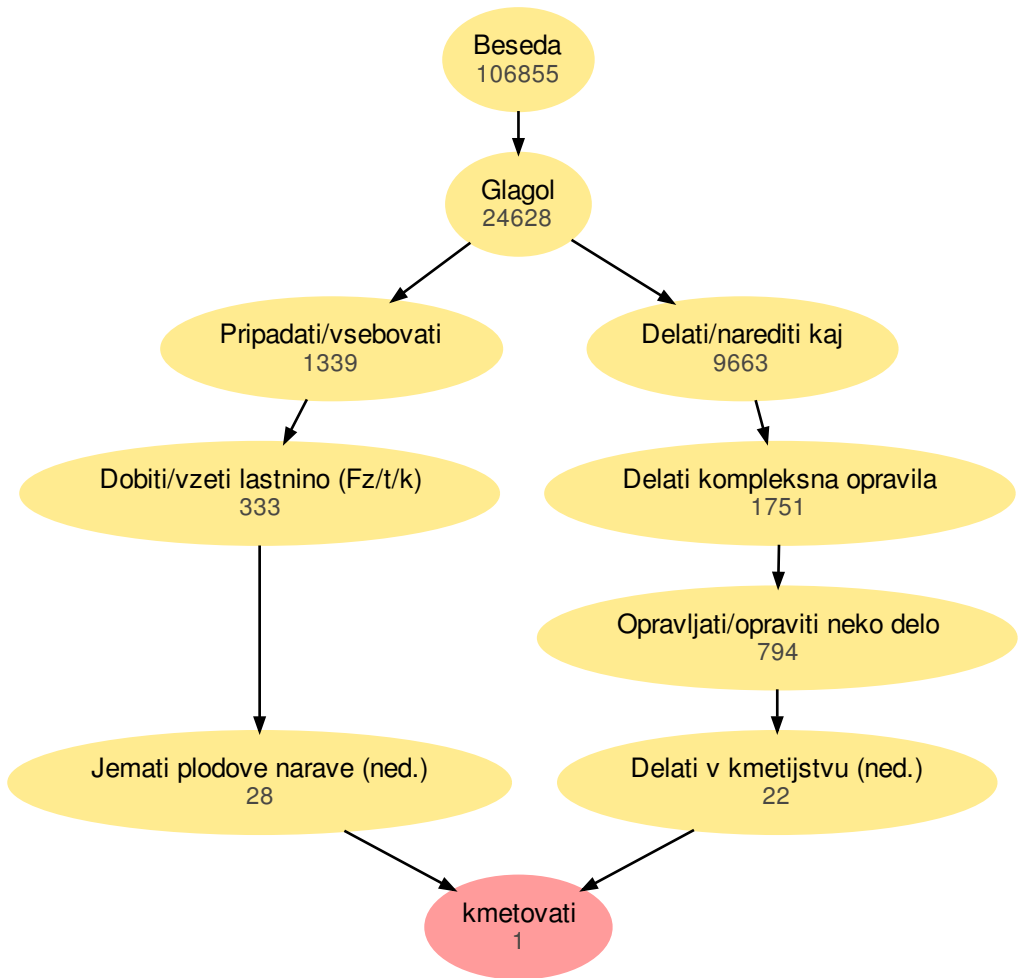 Beseda
106855
Glagol
24628
Pripadati/vsebovati
1339
Delati/narediti kaj
9663
Dobiti/vzeti lastnino (Fz/t/k)
333
Delati kompleksna opravila
1751
Opravljati/opraviti neko delo
794
Jemati plodove narave (ned.)
28
Delati v kmetijstvu (ned.)
22
kmetovati
1